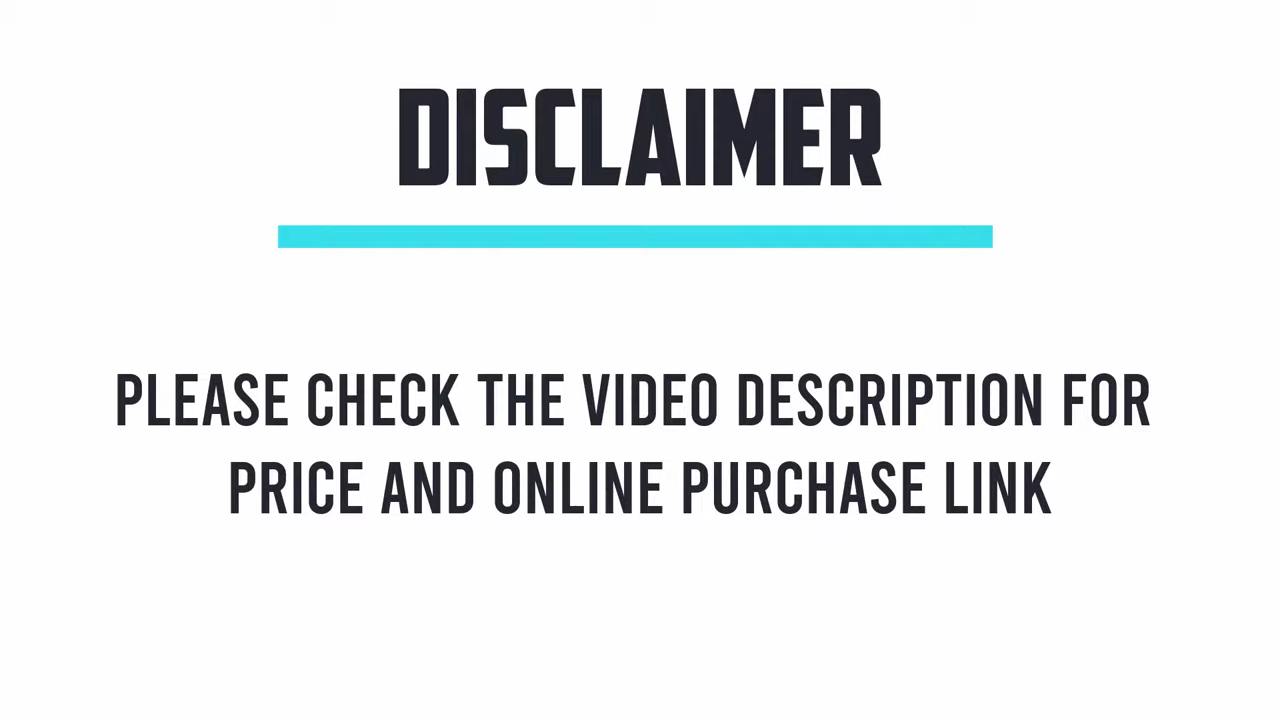 DISCLAIMER
PLEASE CHECK THE VIDEO DESCRIPTION FOR
PRICE AND ONLINE PURCHASE LINK